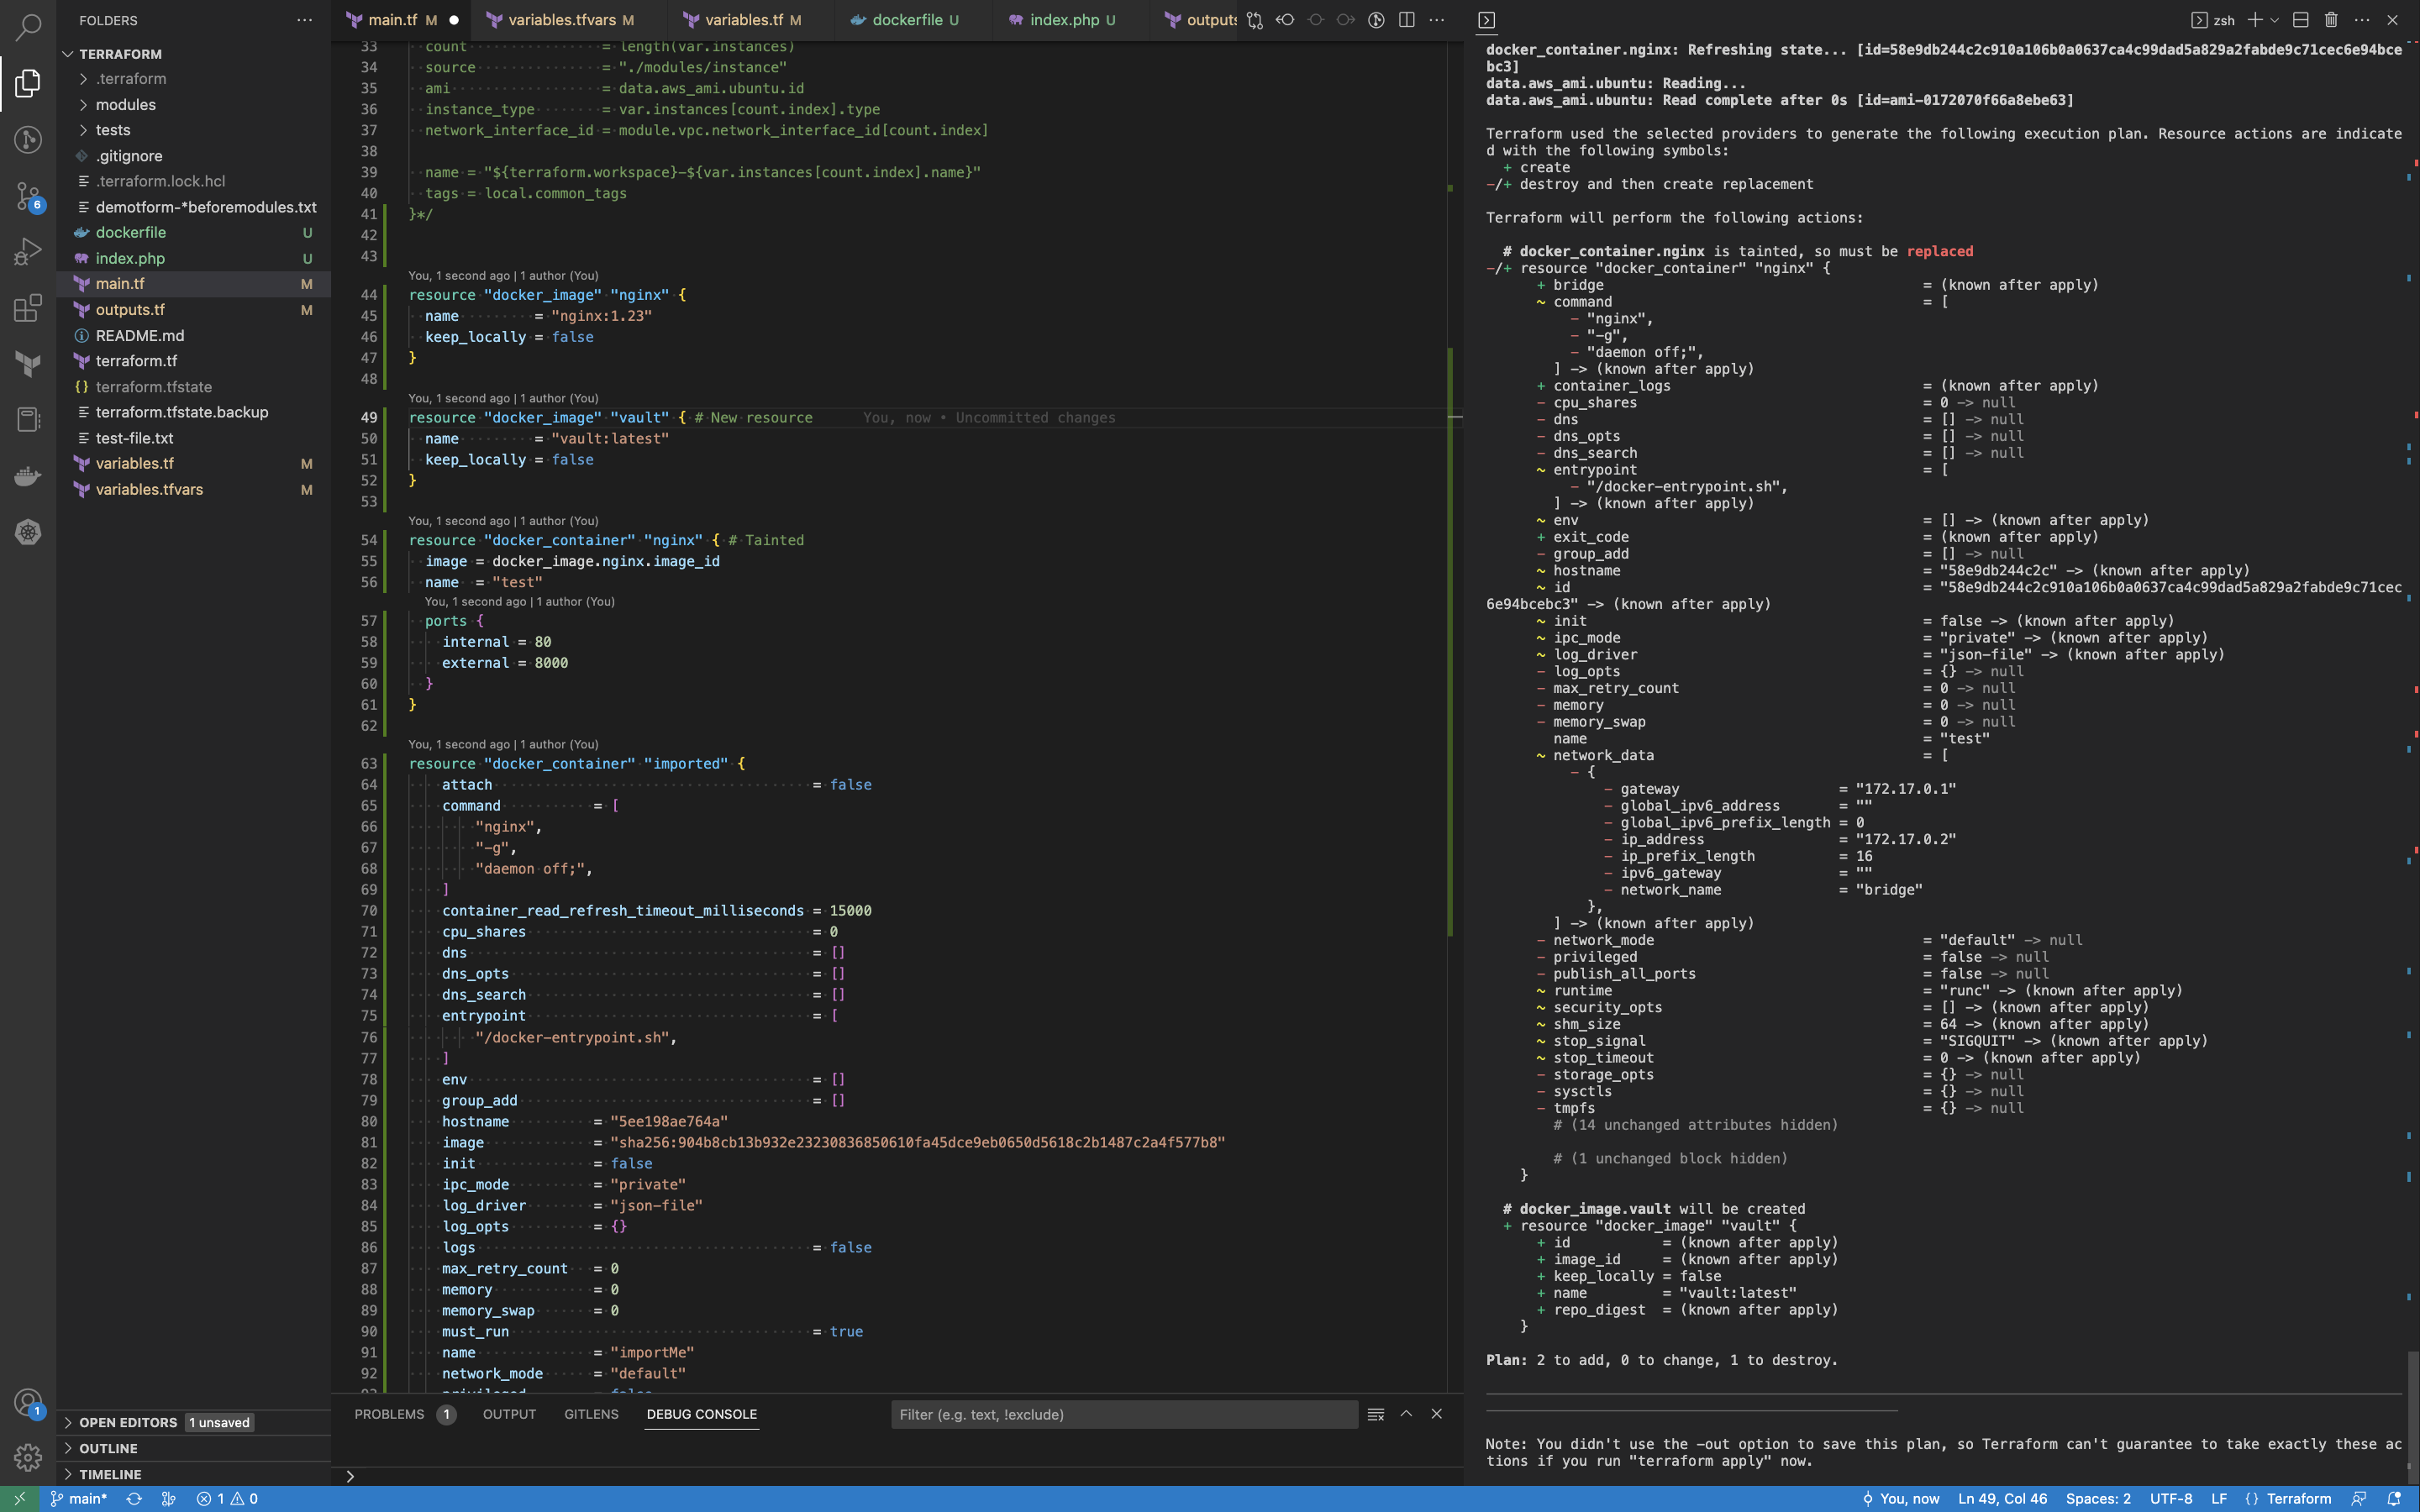 FOLDERS
TERRAFORM
.terraform
modules
tests
.gitignore
.terraform.lock.hcl
demotform-*beforemodules.txt
dockerfile U
index.php U
main.tf M
outputs.tf M
README.md
terraform.tf
terraform.tfstate
terraform.tfstate.backup
test-file.txt
variables.tf M
variables.tfvars M
OPEN EDITORS 1 unsaved
OUTLINE
TIMELINE
6
1
main.tf M
variables.tfvars M
variables.tf M
dockerfile U
index.php U
outputs
33 count = length(var.instances)
34 source = "./modules/instance"
35 ami = data.aws_ami.ubuntu.id
36 instance_type = var.instances[count.index].type
37 network_interface_id = module.vpc.network_interface_id[count.index]
38
39 name = "${terraform.workspace}-${var.instances[count.index].name}"
40 tags = local.common_tags
41 }*/
42
43
You, 1 second ago | 1 author (You)
44 resource "docker_image" "nginx" {
45 name = "nginx:1.23"
46 keep_locally = false
47 }
48
You, 1 second ago | 1 author (You)
49 resource "docker_image" "vault" { # New resource You, now • Uncommitted changes
50 name = "vault:latest"
51 keep_locally = false
52 }
53
You, 1 second ago | 1 author (You)
54 resource "docker_container" "nginx" { # Tainted
55 image = docker_image.nginx.image_id
56 name = "test"
You, 1 second ago | 1 author (You)
57 ports {
58 internal = 80
59 external = 8000
60 }
61 }
62
You, 1 second ago | 1 author (You)
63 resource "docker_container" "imported" {
64 attach = false
65 command = [
66 "nginx",
67 "-g",
68 "daemon off;",
69 ]
70 container_read_refresh_timeout_milliseconds = 15000
71 cpu_shares = 0
72 dns = []
73 dns_opts = []
74 dns_search = []
75 entrypoint = [
76 "/docker-entrypoint.sh",
77 ]
78 env = []
79 group_add = []
80 hostname = "5ee198ae764a"
81 image = "sha256:904b8cb13b932e23230836850610fa45dce9eb0650d5618c2b1487c2a4f577b8"
82 init = false
83 ipc_mode = "private"
84 log_driver = "json-file"
85 log_opts = {}
86 logs = false
87 max_retry_count = 0
88 memory = 0
89 memory_swap = 0
90 must_run = true
91 name = "importMe"
92 network_mode = "default"
PROBLEMS 1 OUTPUT GITLENS DEBUG CONSOLE
Filter (e.g. text, !exclude)
zsh
docker_container.nginx: Refreshing state... [id=58e9db244c2c910a106b0a0637ca4c99dad5a829a2fabde9c71cec6e94bce
bc3]
data.aws_ami.ubuntu: Reading...
data.aws_ami.ubuntu: Read complete after 0s [id=ami-0172070f66a8ebe63]
Terraform used the selected providers to generate the following execution plan. Resource actions are indicate
d with the following symbols:
+ create
-/+ destroy and then create replacement
Terraform will perform the following actions:
# docker_container.nginx is tainted, so must be replaced
-/+ resource "docker_container" "nginx" {
+ bridge = (known after apply)
~ command = [
- "nginx",
- "-g",
- "daemon off;",
] -> (known after apply)
+ container_logs = (known after apply)
- cpu_shares = 0 -> null
- dns = [] -> null
- dns_opts = [] -> null
- dns_search = [] -> null
~ entrypoint = [
- "/docker-entrypoint.sh",
] -> (known after apply)
~ env = [] -> (known after apply)
+ exit_code = (known after apply)
- group_add = [] -> null
~ hostname = "58e9db244c2c" -> (known after apply)
~ id = "58e9db244c2c910a106b0a0637ca4c99dad5a829a2fabde9c71cec
6e94bcebc3" -> (known after apply)
~ init = false -> (known after apply)
~ ipc_mode = "private" -> (known after apply)
~ log_driver = "json-file" -> (known after apply)
- log_opts = {} -> null
- max_retry_count = 0 -> null
- memory = 0 -> null
- memory_swap = 0 -> null
name = "test"
~ network_data = [
- {
- gateway = "172.17.0.1"
- global_ipv6_address = ""
- global_ipv6_prefix_length = 0
- ip_address = "172.17.0.2"
- ip_prefix_length = 16
- ipv6_gateway = ""
- network_name = "bridge"
},
] -> (known after apply)
- network_mode = "default" -> null
- privileged = false -> null
- publish_all_ports = false -> null
~ runtime = "runc" -> (known after apply)
~ security_opts = [] -> (known after apply)
~ shm_size = 64 -> (known after apply)
~ stop_signal = "SIGQUIT" -> (known after apply)
~ stop_timeout = 0 -> (known after apply)
- storage_opts = {} -> null
- sysctls = {} -> null
- tmpfs = {} -> null
# (14 unchanged attributes hidden)
# (1 unchanged block hidden)
}
# docker_image.vault will be created
+ resource "docker_image" "vault" {
+ id = (known after apply)
+ image_id = (known after apply)
+ keep_locally = false
+ name = "vault:latest"
+ repo_digest = (known after apply)
}
Plan: 2 to add, 0 to change, 1 to destroy.
Note: You didn't use the -out option to save this plan, so Terraform can't guarantee to take exactly these ac
tions if you run "terraform apply" now.
main* 1 0 You, now Ln 49, Col 46 Spaces: 2 UTF-8 LF {} Terraform